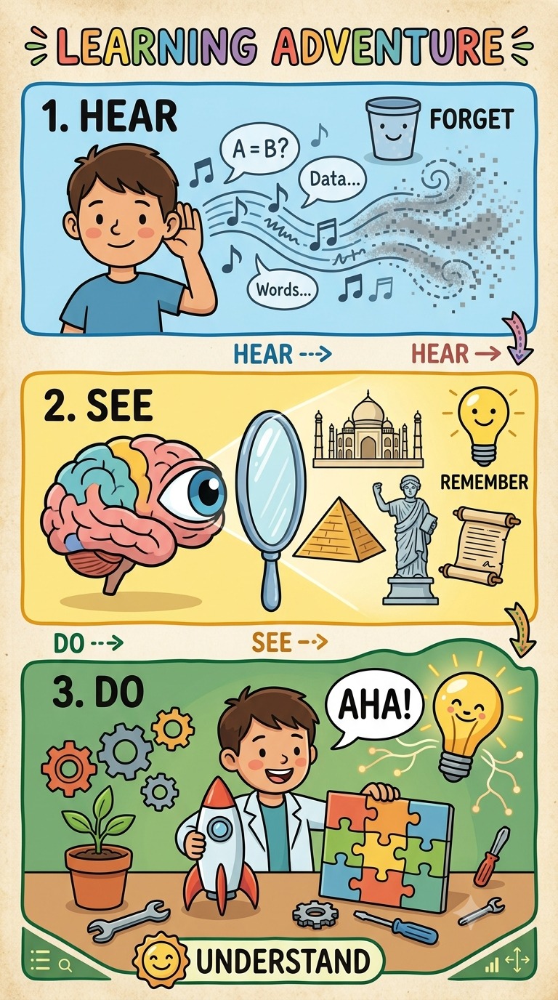 LEARNING ADVENTURE
1. HEAR
FORGET
A = B?
Data...
Words...
HEAR
HEAR
2. SEE
REMEMBER
DO
SEE
3. DO
AHA!
UNDERSTAND